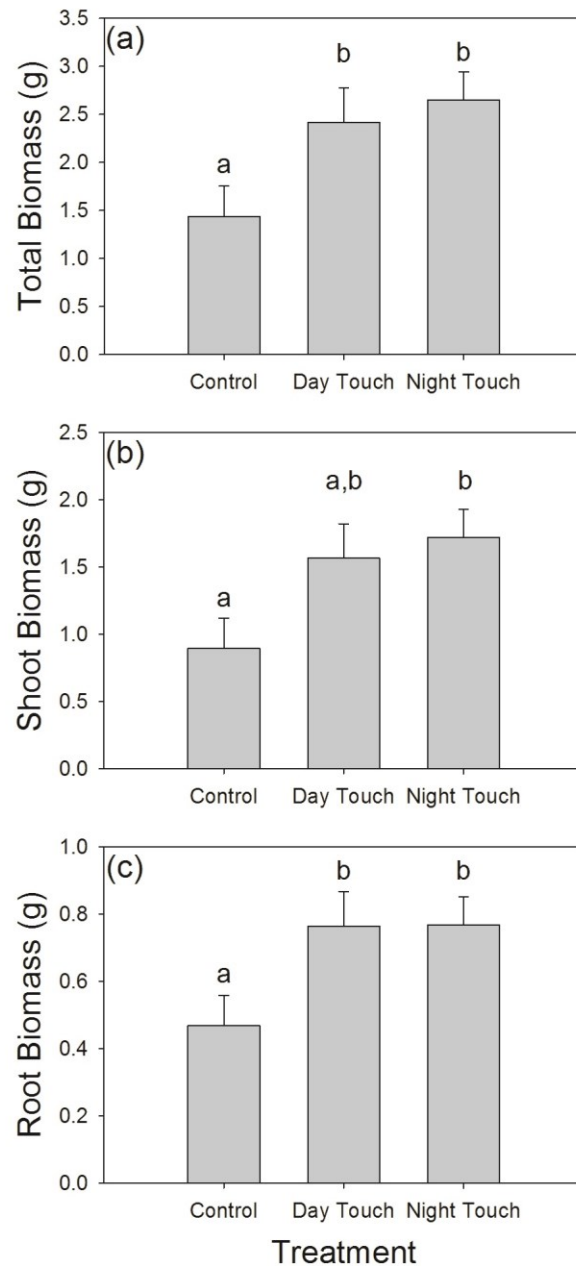 (a)
Total Biomass (g)
3.5
3.0
2.5
2.0
1.5
1.0
0.5
0.0
a
b
b
Control Day Touch Night Touch
(b)
Shoot Biomass (g)
2.5
2.0
1.5
1.0
0.5
0.0
a
a,b
b
Control Day Touch Night Touch
(c)
Root Biomass (g)
1.0
0.8
0.6
0.4
0.2
0.0
a
b
b
Control Day Touch Night Touch
Treatment